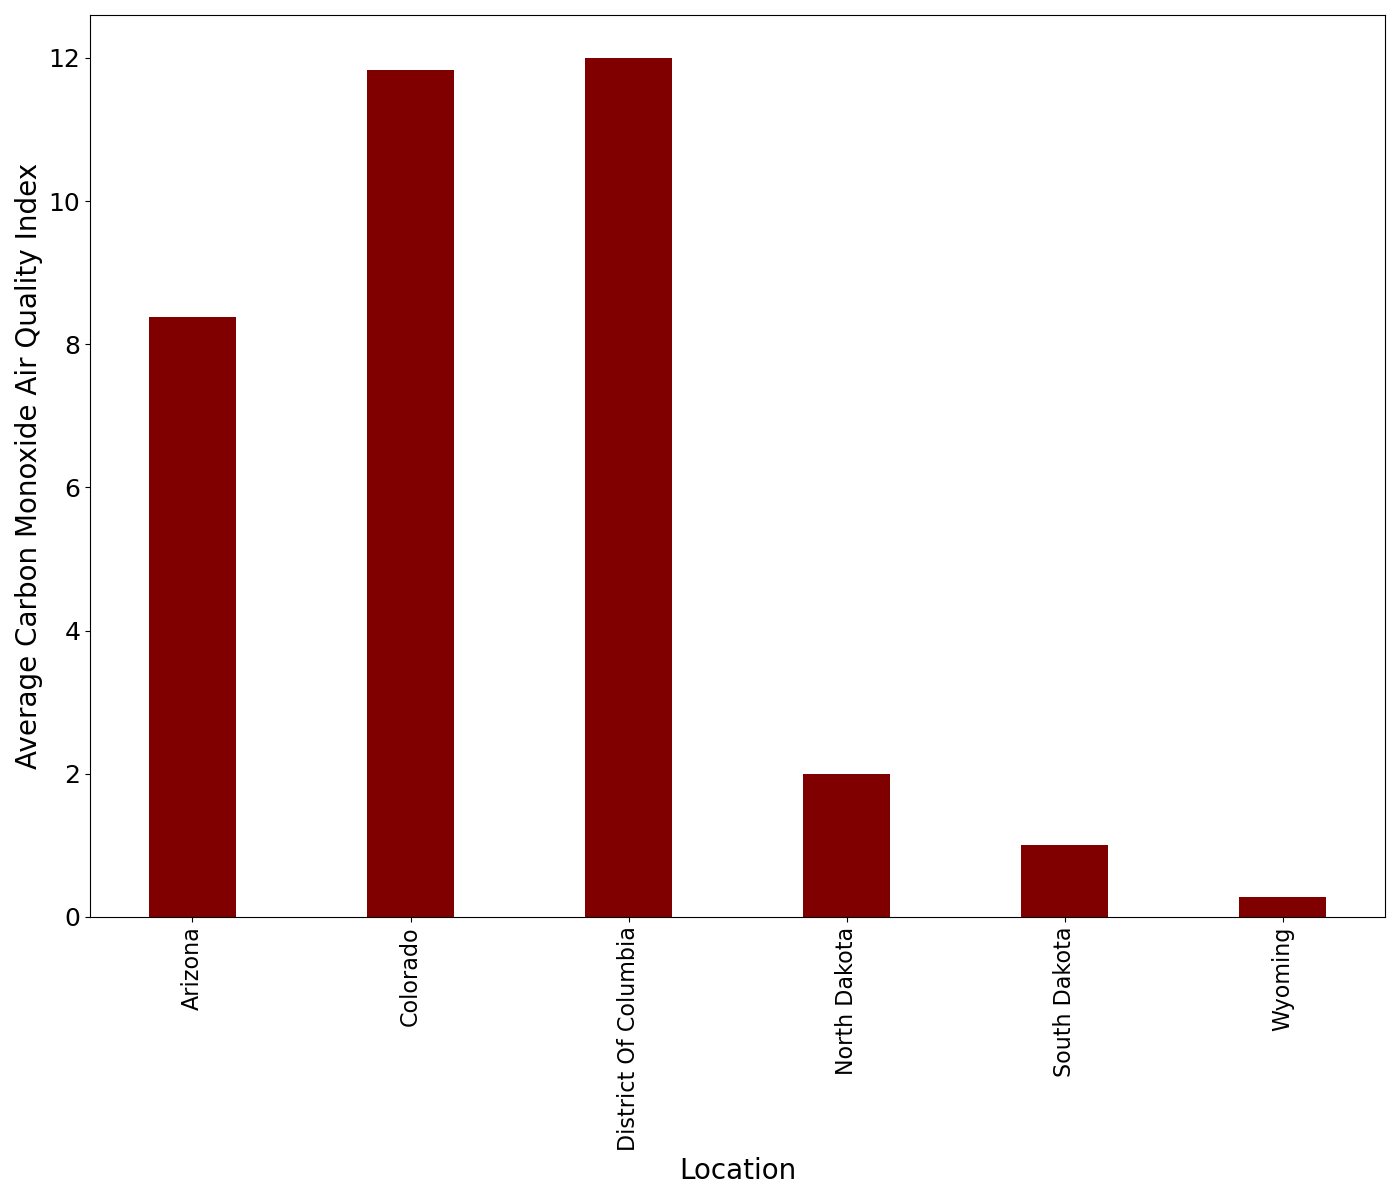 Average Carbon Monoxide Air Quality Index
12
10
8
6
4
2
0
Arizona
Colorado
District Of Columbia
North Dakota
South Dakota
Wyoming
Location